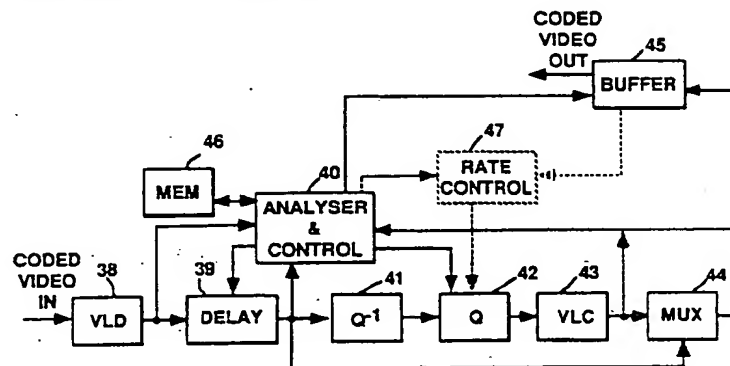 CODED
VIDEO
OUT
45
BUFFER
47
RATE
CONTROL
46
MEM
40
ANALYSER
&
CONTROL
CODED
VIDEO
IN
38
VLD
39
DELAY
41
Q-1
42
Q
43
VLC
44
MUX